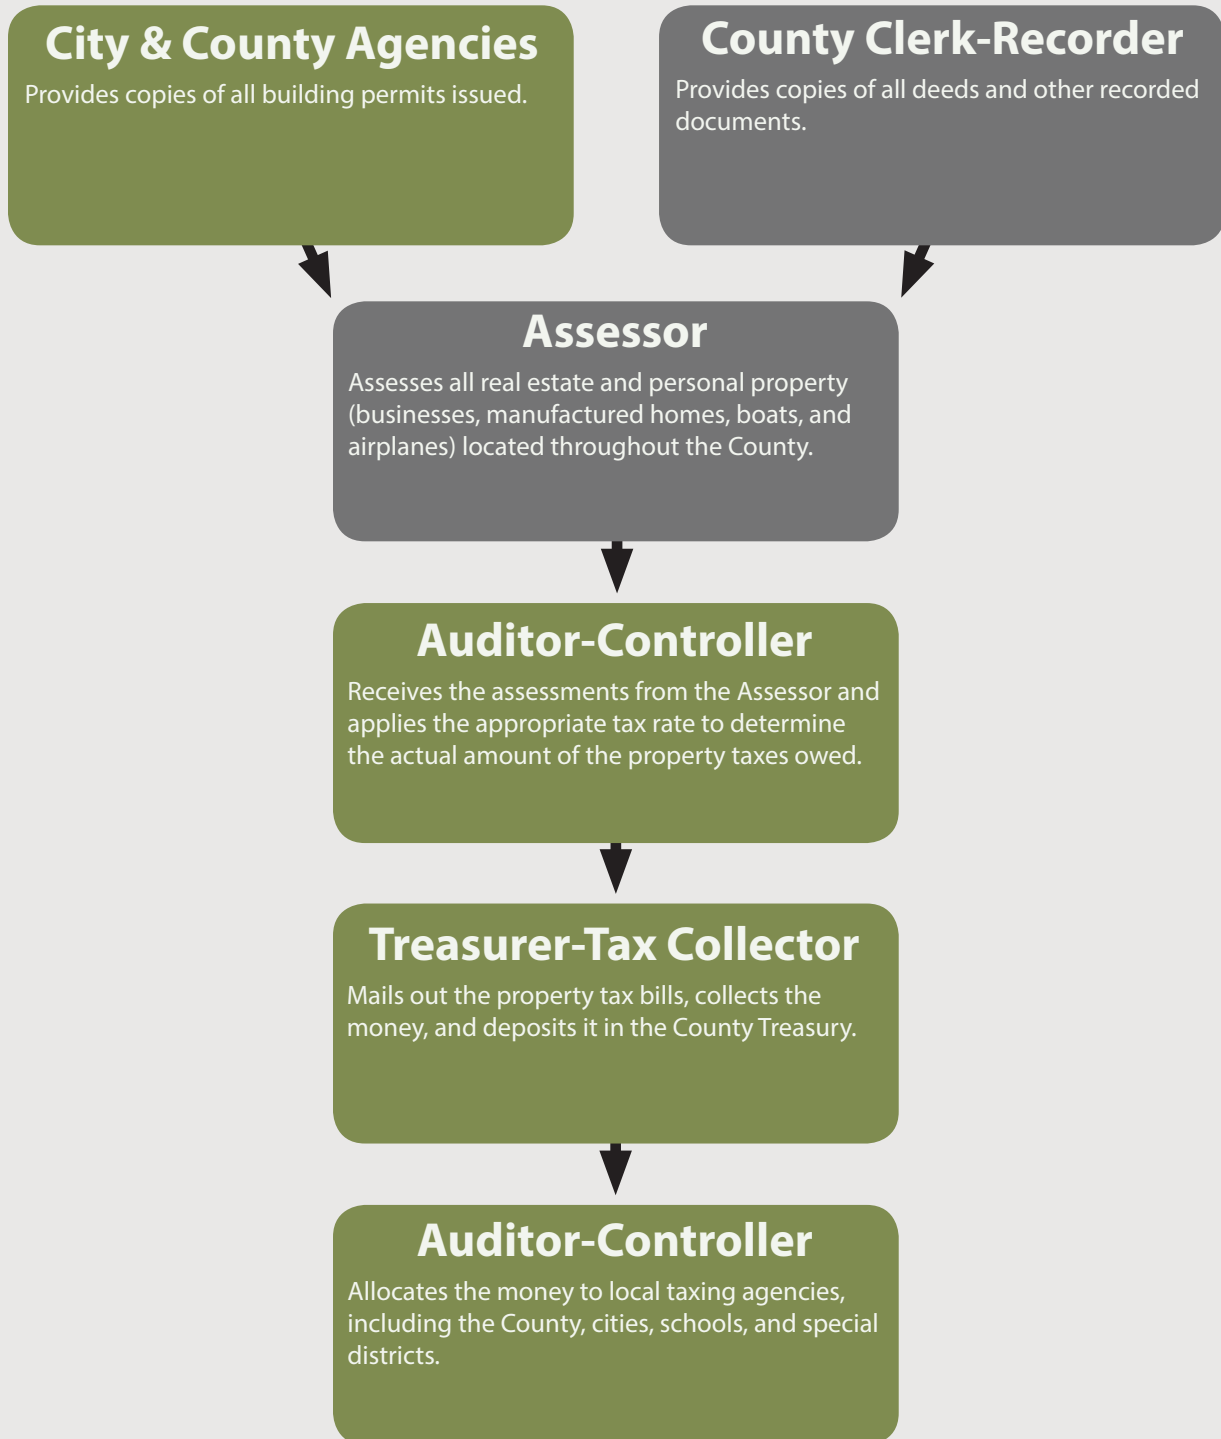 City & County Agencies
Provides copies of all building permits issued.
County Clerk-Recorder
Provides copies of all deeds and other recorded
documents.
Assessor
Assesses all real estate and personal property
(businesses, manufactured homes, boats, and
airplanes) located throughout the County.
Auditor-Controller
Receives the assessments from the Assessor and
applies the appropriate tax rate to determine
the actual amount of the property taxes owed.
Treasurer-Tax Collector
Mails out the property tax bills, collects the
money, and deposits it in the County Treasury.
Auditor-Controller
Allocates the money to local taxing agencies,
including the County, cities, schools, and special
districts.